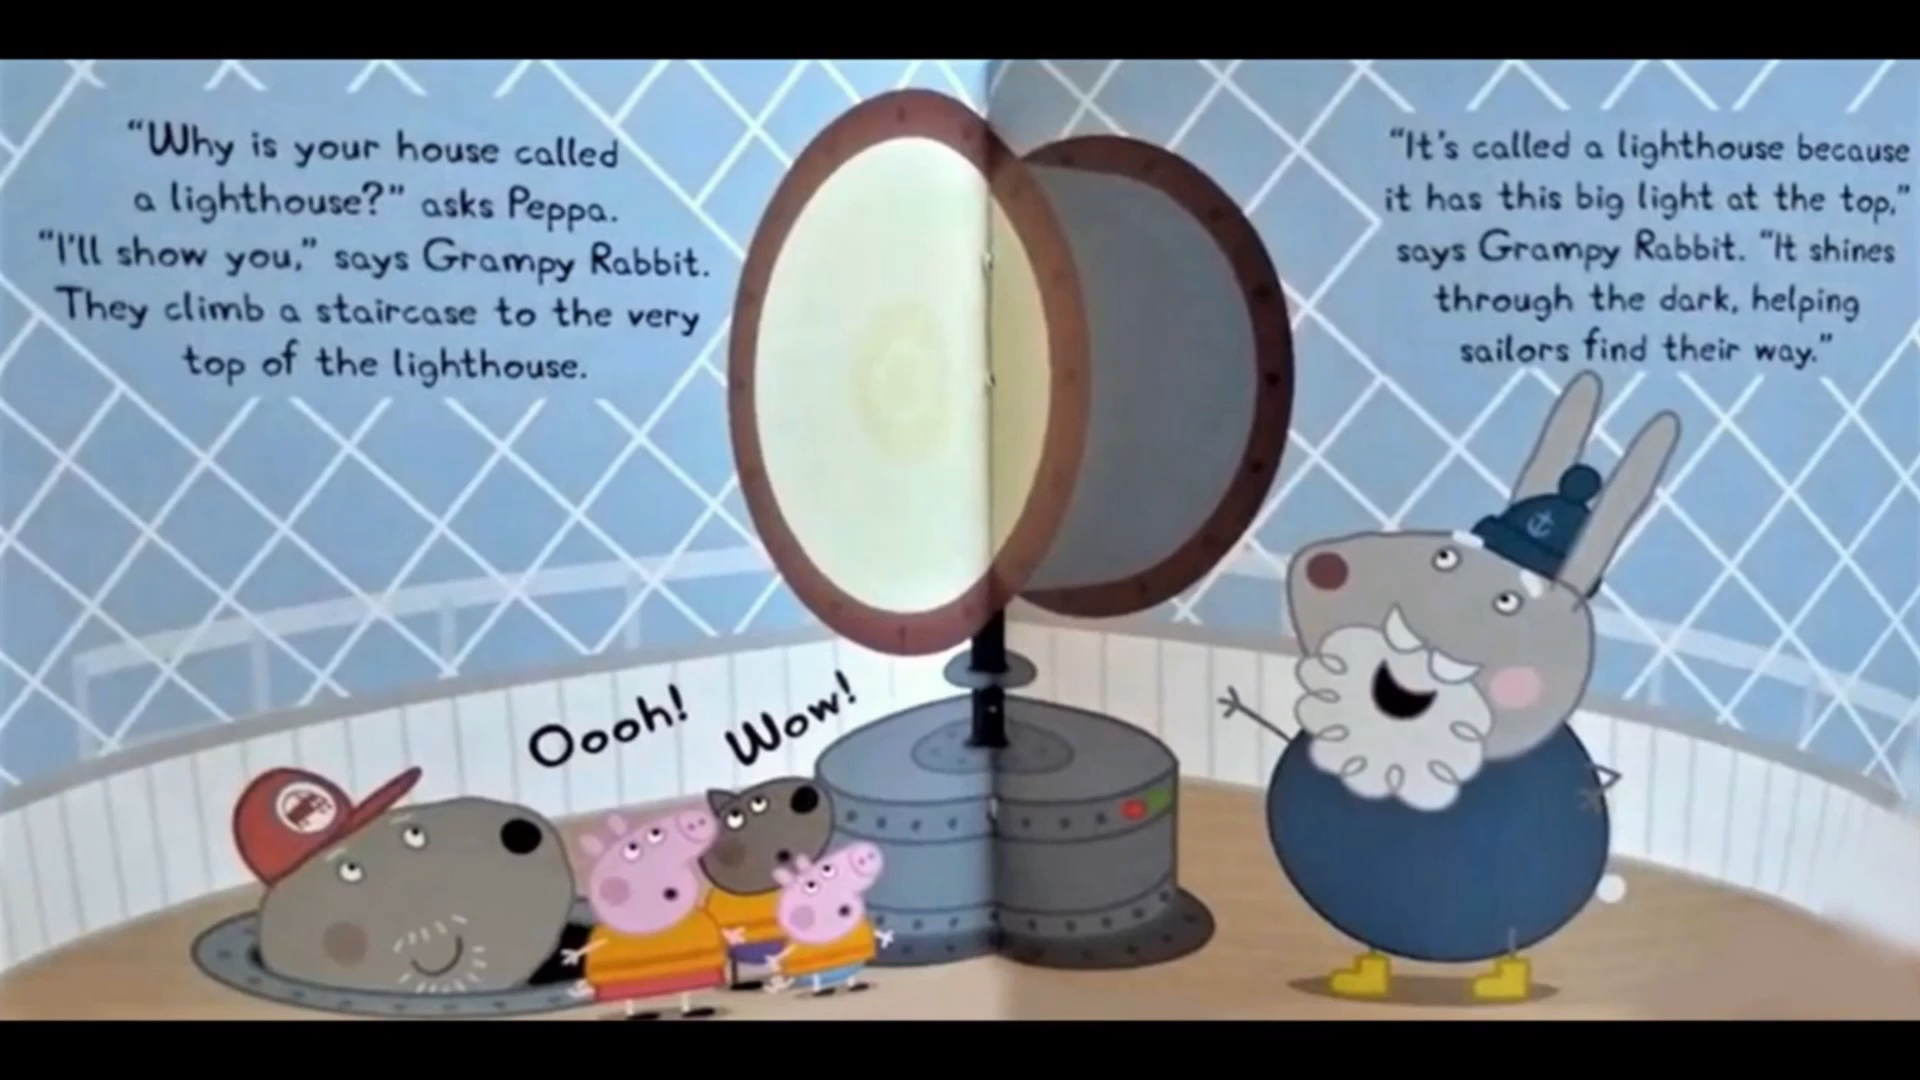 “Why is your house called
a lighthouse?” asks Peppa.
“I’ll show you,” says Grampy Rabbit.
They climb a staircase to the very
top of the lighthouse.
Oooh!
Wow!
“It’s called a lighthouse because
it has this big light at the top,”
says Grampy Rabbit. “It shines
through the dark, helping
sailors find their way.”